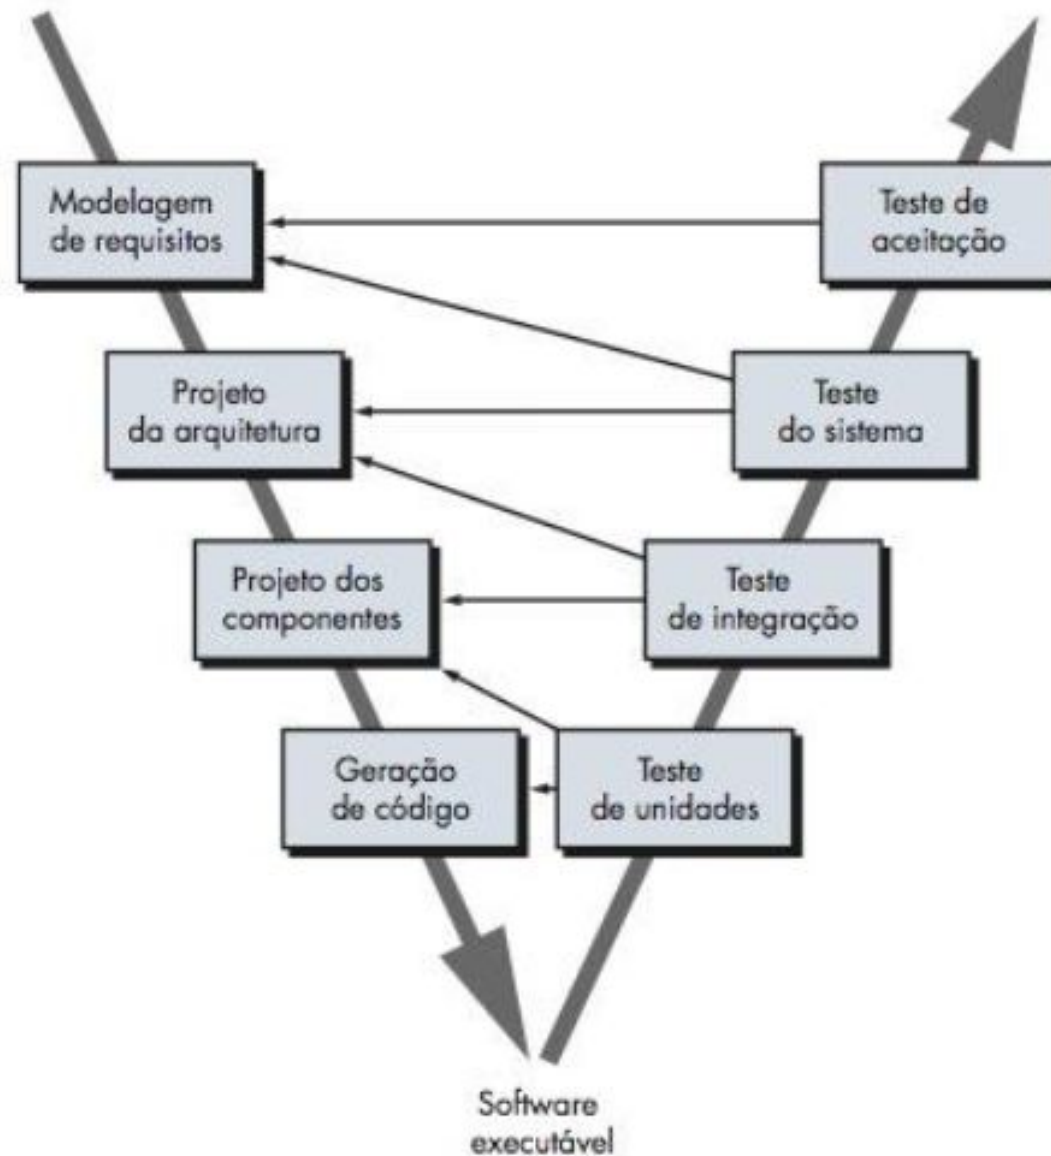 Modelagem
de requisitos
Teste de
aceitação
Projeto
da arquitetura
Teste
do sistema
Projeto dos
componentes
Teste
de integração
Geração
de código
Teste
de unidades
Software
executável